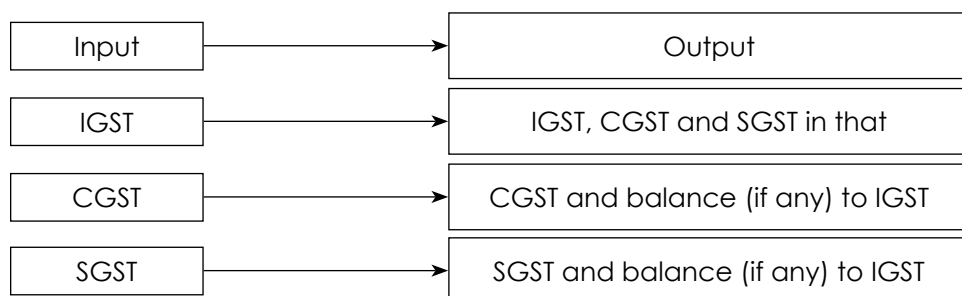 Input
Output
IGST
IGST, CGST and SGST in that
CGST
CGST and balance (if any) to IGST
SGST
SGST and balance (if any) to IGST